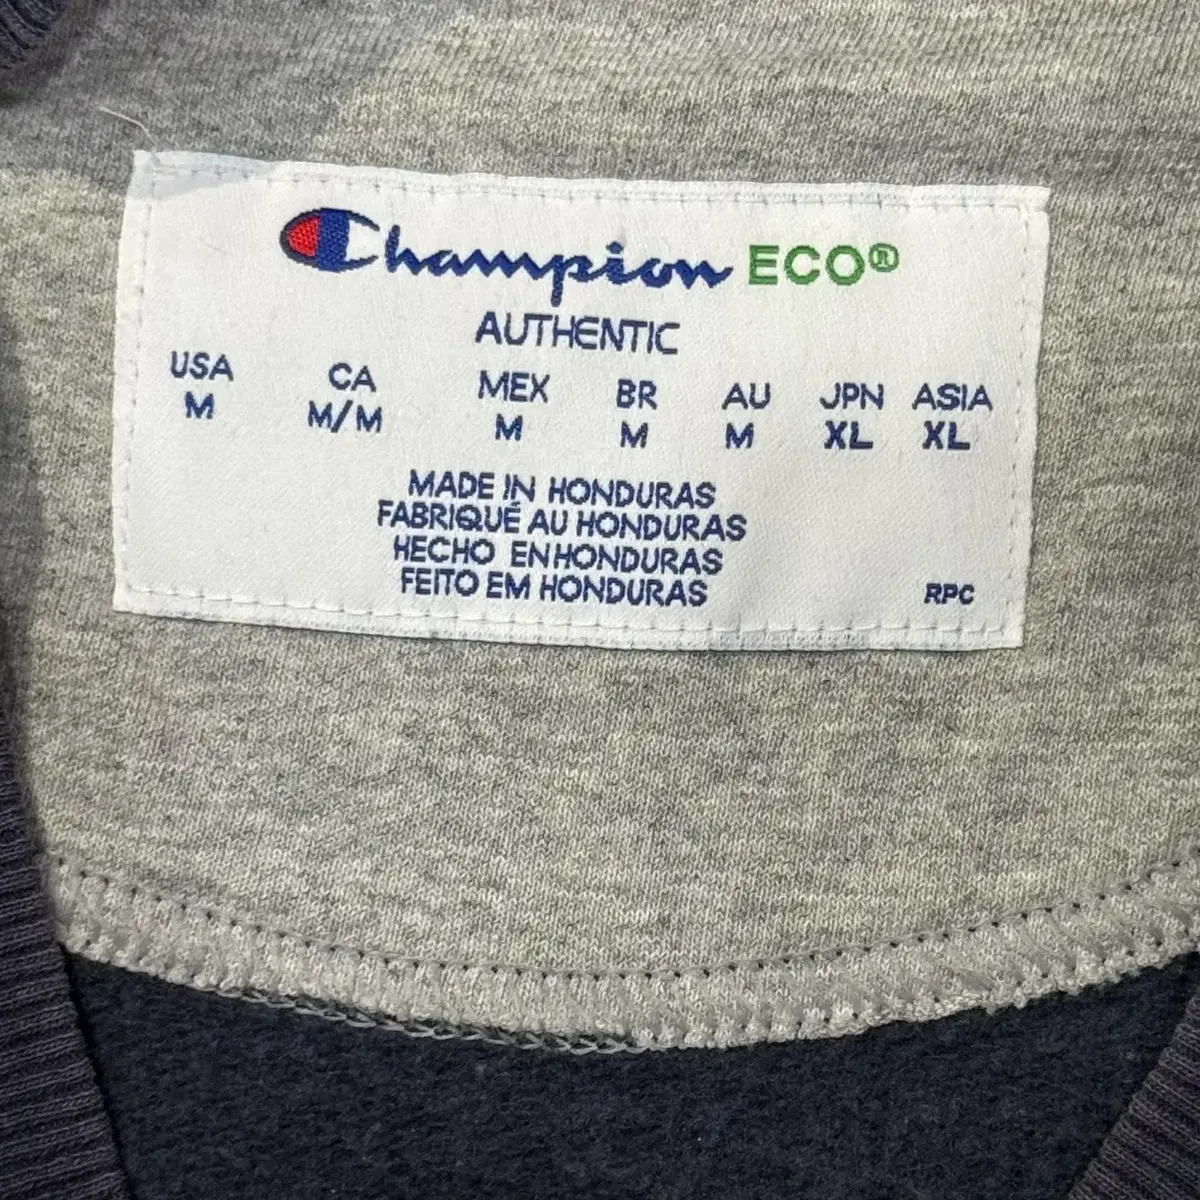 Champion ECO®
AUTHENTIC
USA CA MEX BR AU JPN ASIA
M M/M M M M XL XL
MADE IN HONDURAS
FABRIQUÉ AU HONDURAS
HECHO EN HONDURAS
FEITO EM HONDURAS
RPC